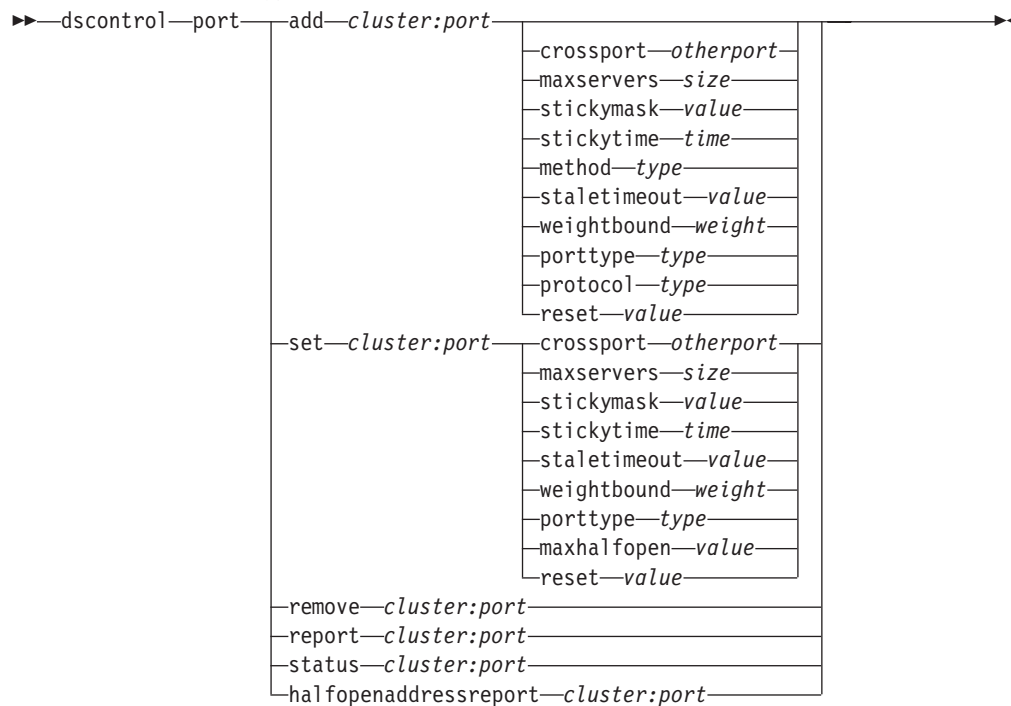 dscontrol port add cluster:port
crossport otherport
maxservers size
stickymask value
stickytime time
method type
staletimeout value
weightbound weight
porttype type
protocol type
reset value
set cluster:port crossport otherport
maxservers size
stickymask value
stickytime time
staletimeout value
weightbound weight
porttype type
maxhalfopen value
reset value
remove cluster:port
report cluster:port
status cluster:port
halfopenaddressreport cluster:port